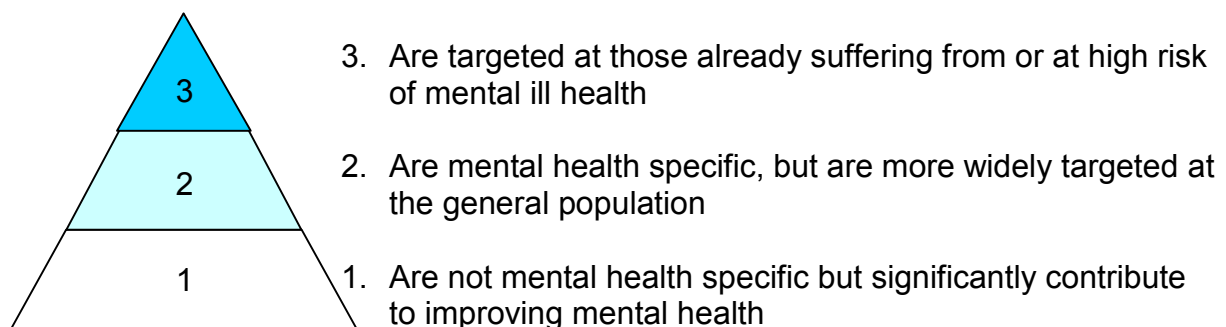 3
3. Are targeted at those already suffering from or at high risk
of mental ill health
2
2. Are mental health specific, but are more widely targeted at
the general population
1
1. Are not mental health specific but significantly contribute
to improving mental health